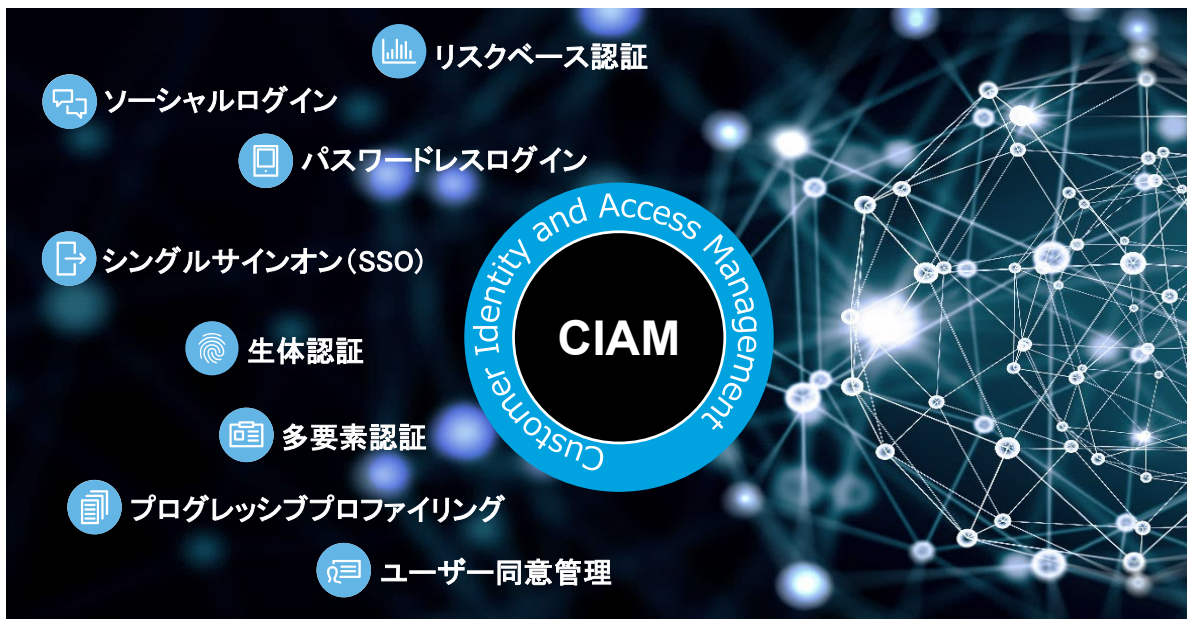 リスクベース認証
ソーシャルログイン
パスワードレスログイン
シングルサインオン(SSO)
生体認証
多要素認証
プログレッシブプロファイリング
ユーザー同意管理
Customer Identity and Access Management
CIAM